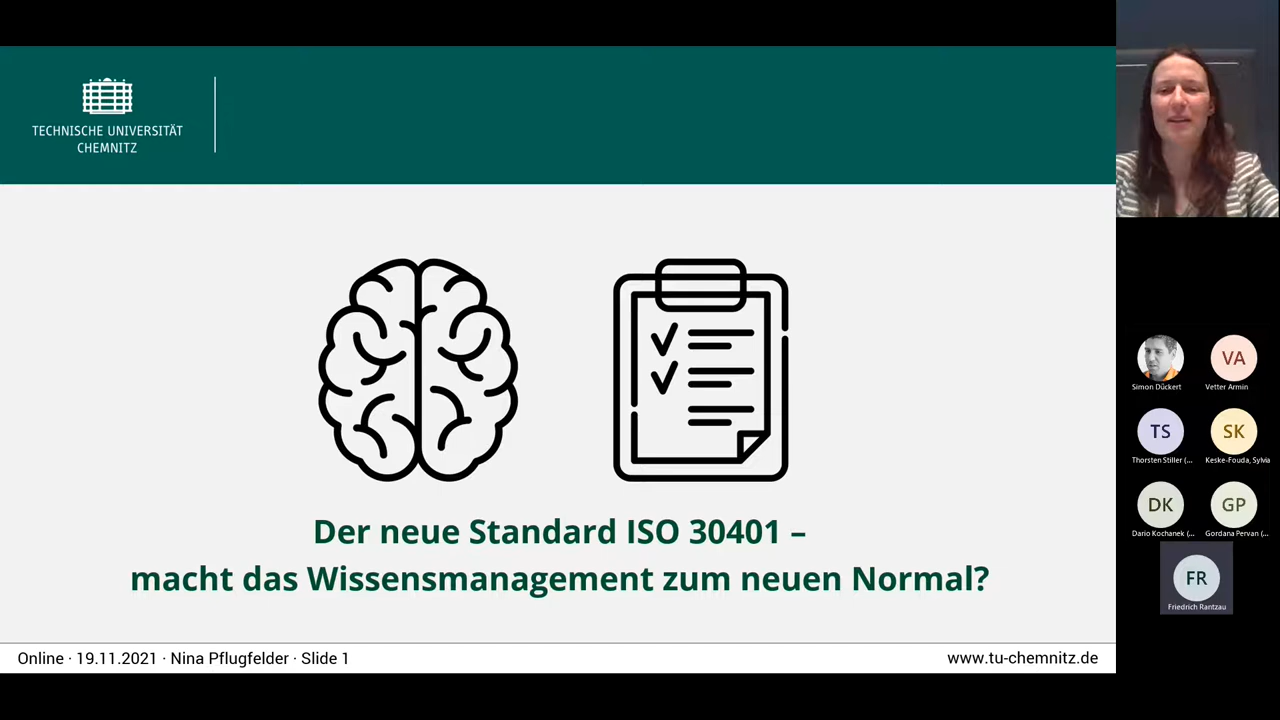 TECHNISCHE UNIVERSITÄT
CHEMNITZ
Der neue Standard ISO 30401 –
macht das Wissensmanagement zum neuen Normal?
Online · 19.11.2021 · Nina Pflugfelder · Slide 1
www.tu-chemnitz.de
Simon Dückert
VA
Vetter Armin
TS
Thorsten Stiller (...
SK
Keske-Fouda, Sylvia
DK
Dario Kochanek (...
GP
Gordana Pervan (...
FR
Friedrich Rantzau